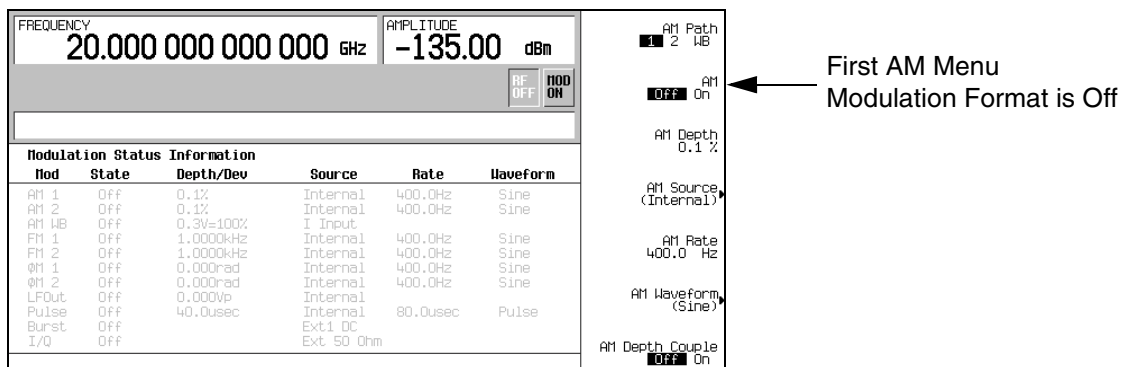 FREQUENCY
20.000 000 000 000 GHz
AMPLITUDE
-135.00 dBm
RF OFF
MOD ON
Modulation Status Information
Mod State Depth/Dev Source Rate Waveform
AM 1 Off 0.1% Internal 400.0Hz Sine
AM 2 Off 0.1% Internal 400.0Hz Sine
AM WB Off 0.3V=100% I Input
FM 1 Off 1.0000kHz Internal 400.0Hz Sine
FM 2 Off 1.0000kHz Internal 400.0Hz Sine
ΦM 1 Off 0.000rad Internal 400.0Hz Sine
ΦM 2 Off 0.000rad Internal 400.0Hz Sine
LFOut Off 0.000Vp Internal
Pulse Off 40.0usec Internal 80.0usec Pulse
Burst Off Ext1 DC
I/Q Off Ext 50 Ohm
AM Path
1 2 WB
AM
Off On
AM Depth
0.1 %
AM Source
(Internal)
AM Rate
400.0 Hz
AM Waveform
(Sine)
AM Depth Couple
Off On
First AM Menu
Modulation Format is Off